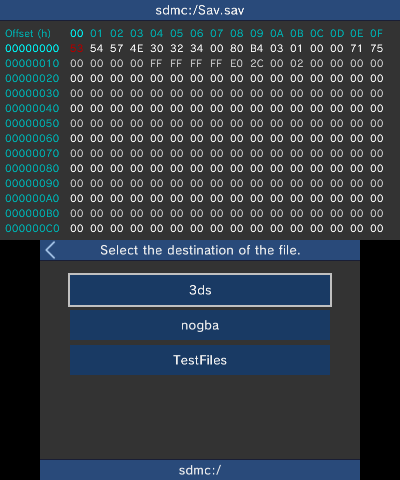 sdmc:/Sav.sav
Offset (h) 00 01 02 03 04 05 06 07 08 09 0A 0B 0C 0D 0E 0F
00000000 54 57 4E 30 32 34 00 80 B4 03 01 00 00 71 75
00000010 00 00 00 00 FF FF FF FF E0 2C 00 02 00 00 00 00
00000020 00 00 00 00 00 00 00 00 00 00 00 00 00 00 00 00
00000030 00 00 00 00 00 00 00 00 00 00 00 00 00 00 00 00
00000040 00 00 00 00 00 00 00 00 00 00 00 00 00 00 00 00
00000050 00 00 00 00 00 00 00 00 00 00 00 00 00 00 00 00
00000060 00 00 00 00 00 00 00 00 00 00 00 00 00 00 00 00
00000070 00 00 00 00 00 00 00 00 00 00 00 00 00 00 00 00
00000080 00 00 00 00 00 00 00 00 00 00 00 00 00 00 00 00
00000090 00 00 00 00 00 00 00 00 00 00 00 00 00 00 00 00
000000A0 00 00 00 00 00 00 00 00 00 00 00 00 00 00 00 00
000000B0 00 00 00 00 00 00 00 00 00 00 00 00 00 00 00 00
000000C0 00 00 00 00 00 00 00 00 00 00 00 00 00 00 00 00
Select the destination of the file.
3ds
nogba
TestFiles
sdmc:/